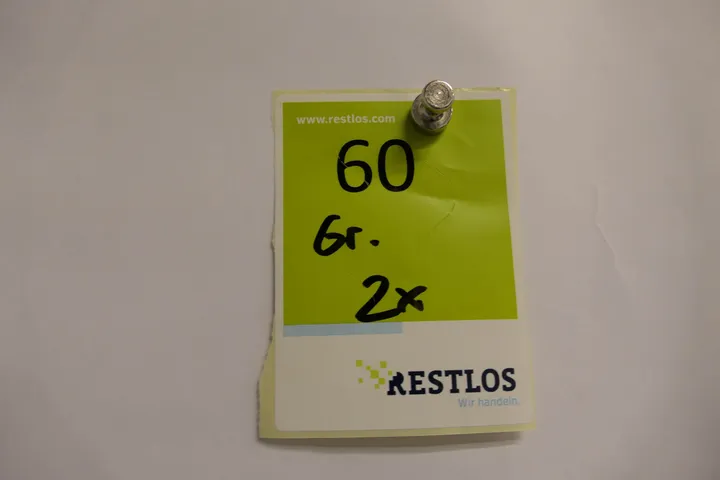 www.restlos.com
60
Gr.
2x
RESTLOS
Wir handeln.